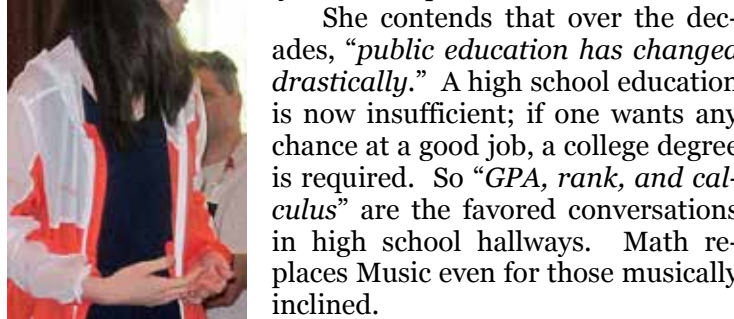 She contends that over the dec-
ades, “public education has changed
drastically.” A high school education
is now insufficient; if one wants any
chance at a good job, a college degree
is required. So “GPA, rank, and cal-
culus” are the favored conversations
in high school hallways. Math re-
places Music even for those musically
inclined.